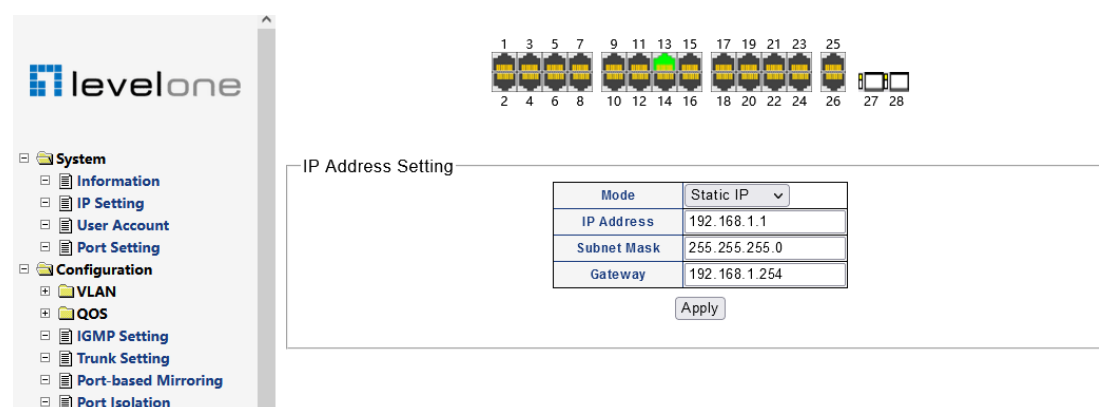 levelone
System
Information
IP Setting
User Account
Port Setting
Configuration
VLAN
QOS
IGMP Setting
Trunk Setting
Port-based Mirroring
Port Isolation
1 3 5 7 9 11 13 15 17 19 21 23 25
2 4 6 8 10 12 14 16 18 20 22 24 26 27 28
IP Address Setting
Mode Static IP
IP Address 192.168.1.1
Subnet Mask 255.255.255.0
Gateway 192.168.1.254
Apply